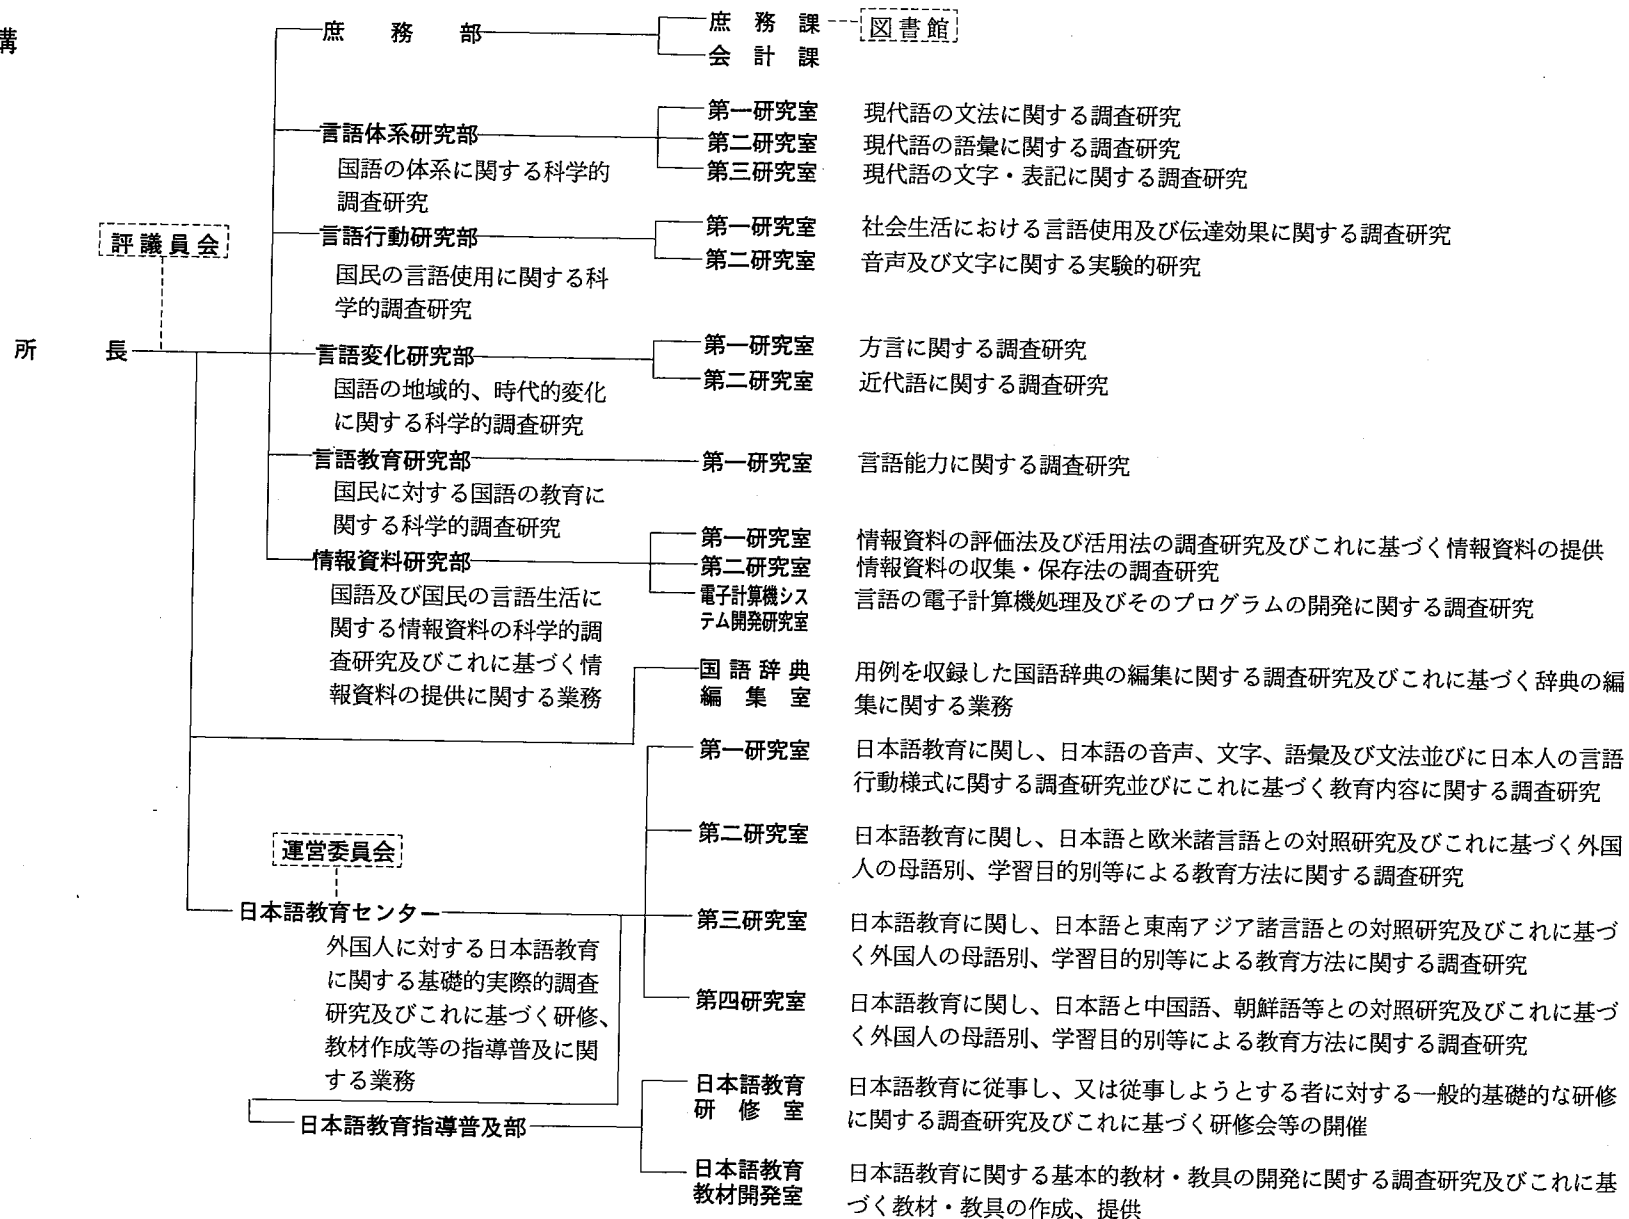 構
庶務部
庶務課
図書館
会計課
言語体系研究部
国語の体系に関する科学的
調査研究
第一研究室 現代語の文法に関する調査研究
第二研究室 現代語の語彙に関する調査研究
第三研究室 現代語の文字・表記に関する調査研究
評議員会
言語行動研究部
国民の言語使用に関する科
学的調査研究
第一研究室 社会生活における言語使用及び伝達効果に関する調査研究
第二研究室 音声及び文字に関する実験的研究
所長
言語変化研究部
国語の地域的、時代的変化
に関する科学的調査研究
第一研究室 方言に関する調査研究
第二研究室 近代語に関する調査研究
言語教育研究部
国民に対する国語の教育に
関する科学的調査研究
第一研究室 言語能力に関する調査研究
情報資料研究部
国語及び国民の言語生活に
関する情報資料の科学的調
査研究及びこれに基づく情
報資料の提供に関する業務
第一研究室 情報資料の評価法及び活用法の調査研究及びこれに基づく情報資料の提供
第二研究室 情報資料の収集・保存法の調査研究
電子計算機シス
テム開発研究室
言語の電子計算機処理及びそのプログラムの開発に関する調査研究
国語辞典
編集室
用例を収録した国語辞典の編集に関する調査研究及びこれに基づく辞典の編
集に関する業務
運営委員会
日本語教育センター
外国人に対する日本語教育
に関する基礎的実際的調査
研究及びこれに基づく研修、
教材作成等の指導普及に関
する業務
第一研究室
日本語教育に関し、日本語の音声、文字、語彙及び文法並びに日本人の言語
行動様式に関する調査研究並びにこれに基づく教育内容に関する調査研究
第二研究室
日本語教育に関し、日本語と欧米諸言語との対照研究及びこれに基づく外国
人の母語別、学習目的別等による教育方法に関する調査研究
第三研究室
日本語教育に関し、日本語と東南アジア諸言語との対照研究及びこれに基づ
く外国人の母語別、学習目的別等による教育方法に関する調査研究
第四研究室
日本語教育に関し、日本語と中国語、朝鮮語等との対照研究及びこれに基づ
く外国人の母語別、学習目的別等による教育方法に関する調査研究
日本語教育指導普及部
日本語教育
研修室
日本語教育に従事し、又は従事しようとする者に対する一般的基礎的な研修
に関する調査研究及びこれに基づく研修会等の開催
日本語教育
教材開発室
日本語教育に関する基本的教材・教具の開発に関する調査研究及びこれに基
づく教材・教具の作成、提供